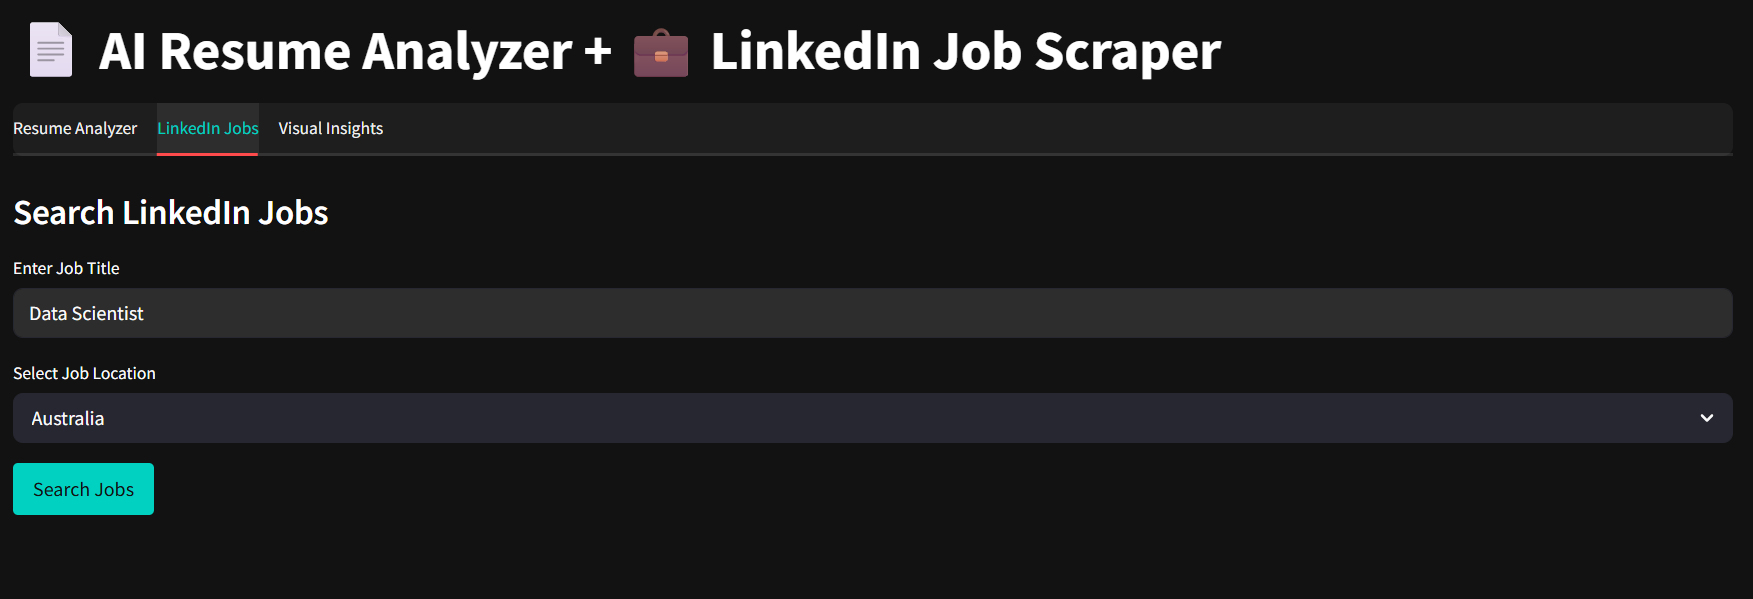 AI Resume Analyzer + LinkedIn Job Scraper
Resume Analyzer LinkedIn Jobs Visual Insights
Search LinkedIn Jobs
Enter Job Title
Data Scientist
Select Job Location
Australia
Search Jobs